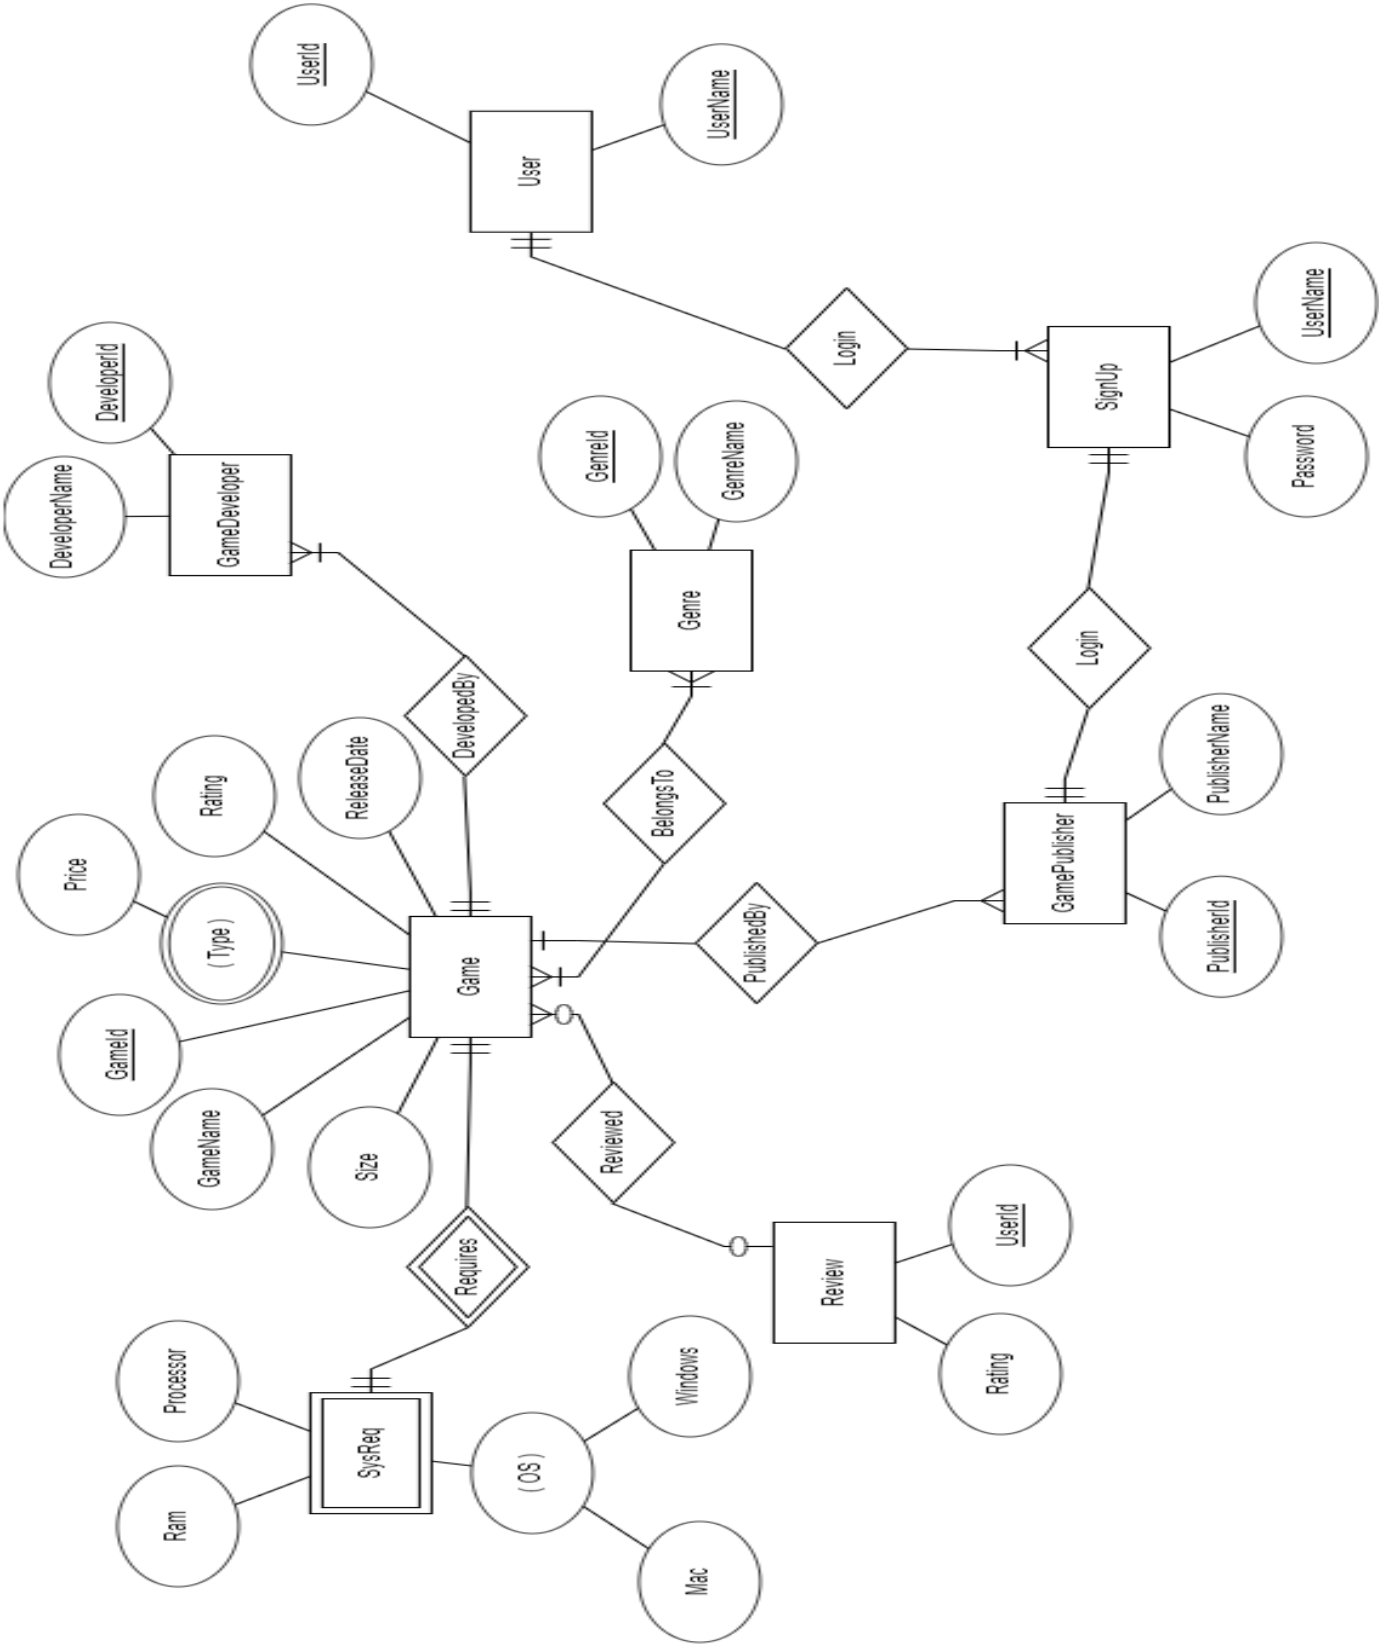 Ram
Processor
SysReq
( OS )
Mac
Windows
Requires
Size
GameName
GameId
( Type )
Price
Rating
ReleaseDate
Game
Reviewed
Review
Rating
UserId
DevelopedBy
GameDeveloper
DeveloperName
DeveloperId
BelongsTo
Genre
GenreId
GenreName
PublishedBy
GamePublisher
PublisherId
PublisherName
Login
SignUp
Password
UserName
Login
User
UserId
UserName